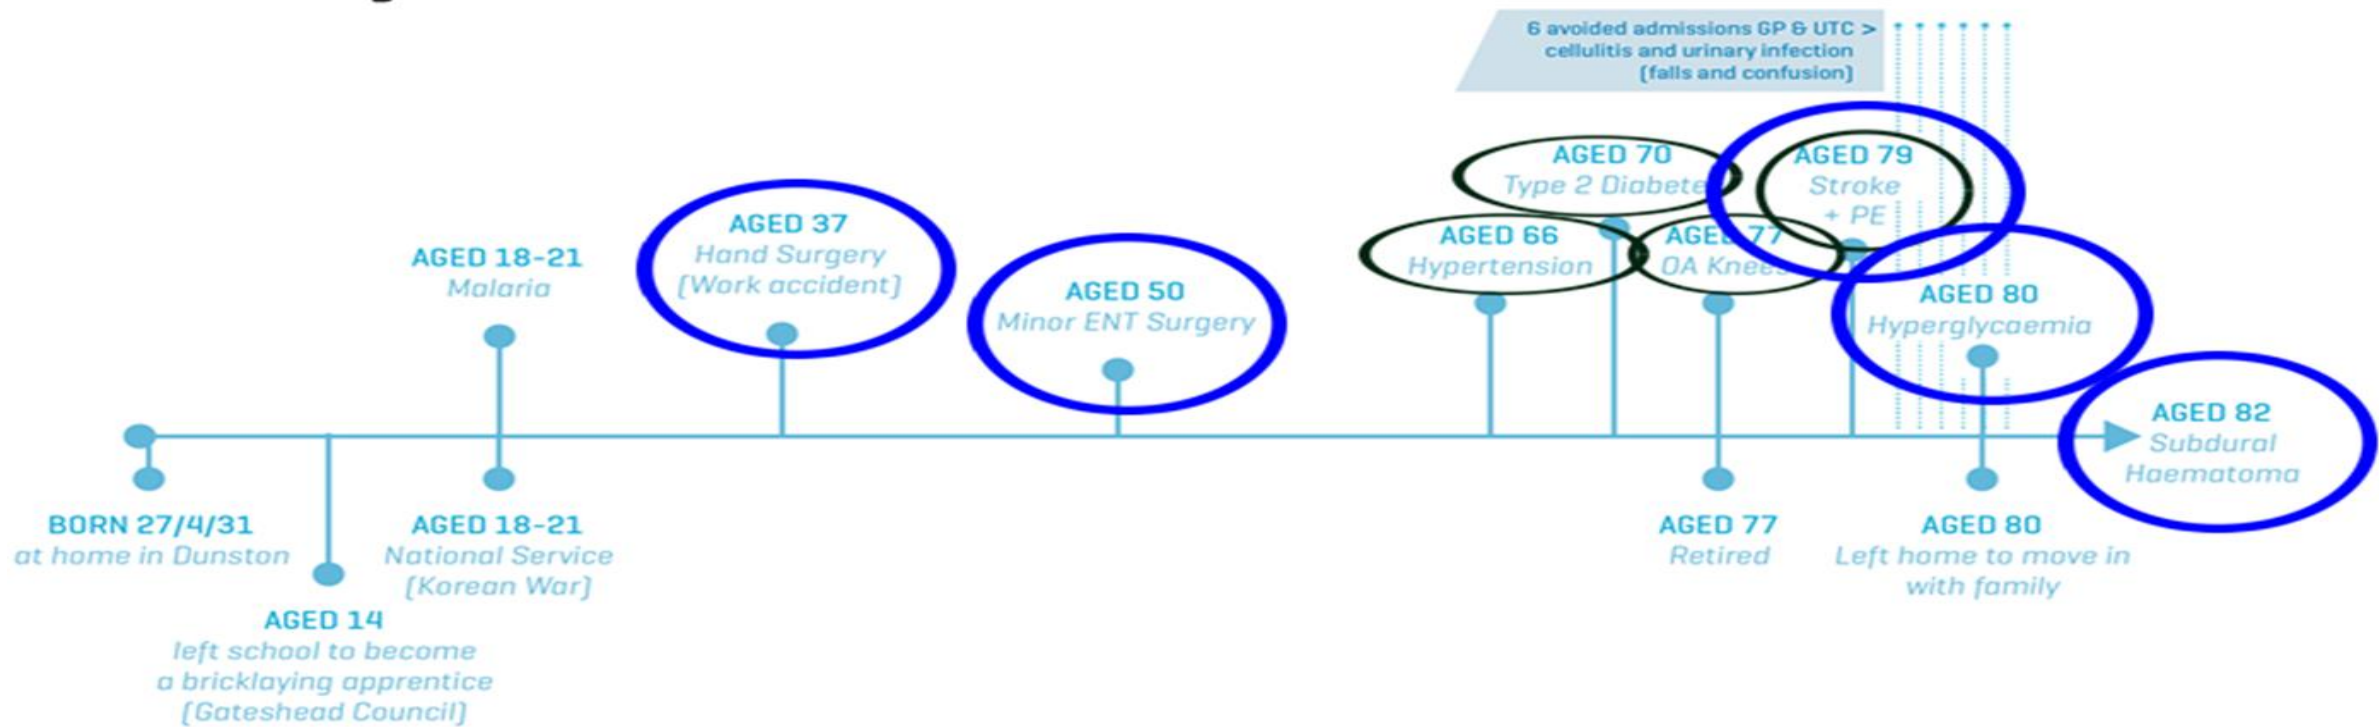 6 avoided admissions GP & UTC >
cellulitis and urinary infection
(falls and confusion)
AGED 70
Type 2 Diabete
AGED 79
Stroke
+ PE
AGED 37
Hand Surgery
(Work accident)
AGED 66
Hypertension
AGED 77
OA Knees
AGED 18-21
Malaria
AGED 50
Minor ENT Surgery
AGED 80
Hyperglycaemia
AGED 82
Subdural
Haematoma
BORN 27/4/31
at home in Dunston
AGED 18-21
National Service
(Korean War)
AGED 77
Retired
AGED 80
Left home to move in
with family
AGED 14
left school to become
a bricklaying apprentice
(Gateshead Council)